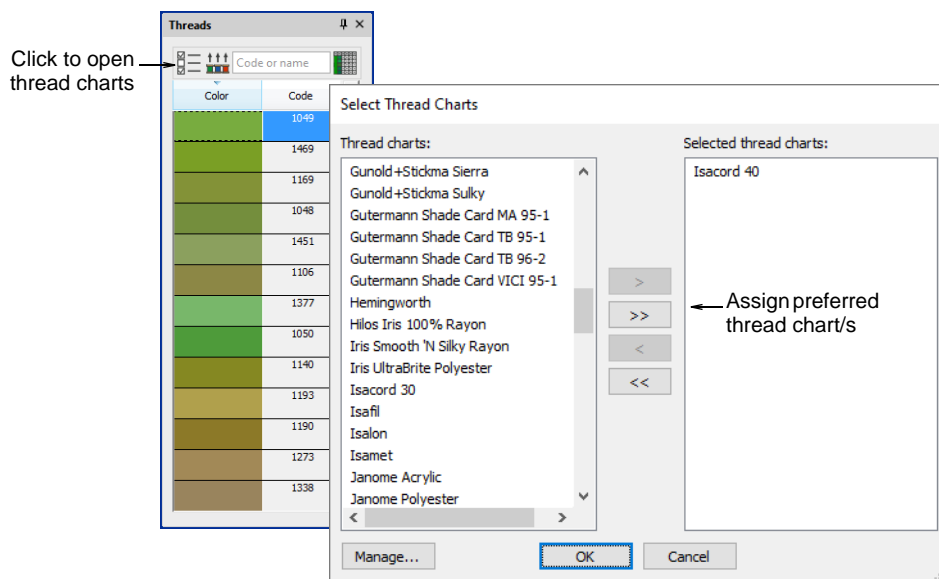 Threads
Click to open
thread charts
Code or name
Color Code
1049
1469
1169
1048
1451
1106
1377
1050
1140
1193
1190
1273
1338
Select Thread Charts
Thread charts:
Gunold+Stickma Sierra
Gunold+Stickma Sulky
Gutermann Shade Card MA 95-1
Gutermann Shade Card TB 95-1
Gutermann Shade Card TB 96-2
Gutermann Shade Card VICI 95-1
Hemingworth
Hilos Iris 100% Rayon
Iris Smooth 'N Silky Rayon
Iris UltraBrite Polyester
Isacord 30
Isafil
Isalon
Isamet
Janome Acrylic
Janome Polyester
>
>>
<
<<
Selected thread charts:
Isacord 40
Assign preferred
thread chart/s
Manage...
OK
Cancel